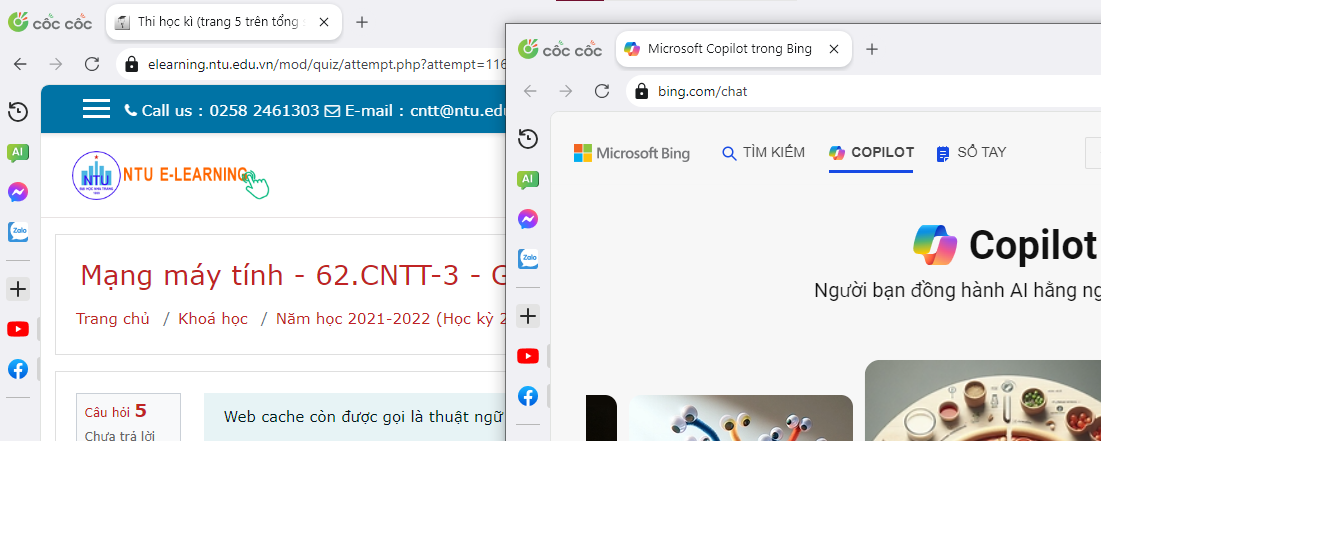 cốc cốc
Thi học kì (trang 5 trên tổng
elearning.ntu.edu.vn/mod/quiz/attempt.php?attempt=116
Call us : 0258 2461303 E-mail : cntt@ntu.edu
AI
NTU
NTU E-LEARNING
Zalo
Mạng máy tính - 62.CNTT-3 - G
Trang chủ / Khoá học / Năm học 2021-2022 (Học kỳ 2
Câu hỏi 5
Chưa trả lời
Web cache còn được gọi là thuật ngữ
cốc cốc
Microsoft Copilot trong Bing
bing.com/chat
AI
Zalo
Microsoft Bing
TÌM KIẾM
COPILOT
SỔ TAY
Copilot
Người bạn đồng hành AI hằng ng